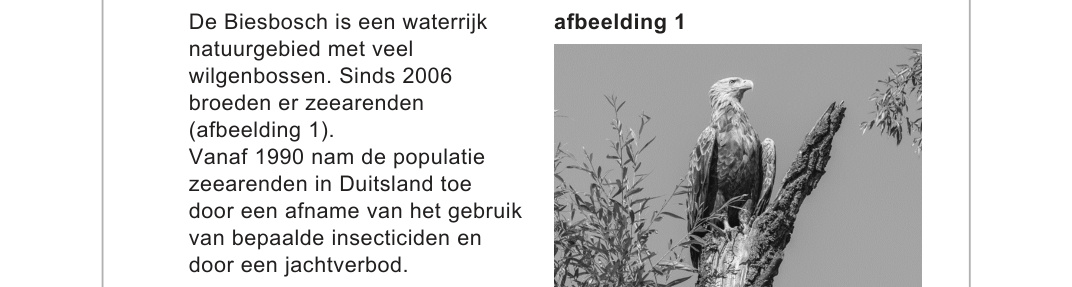 De Biesbosch is een waterrijk
natuurgebied met veel
wilgenbossen. Sinds 2006
broeden er zeearenden
(afbeelding 1).
Vanaf 1990 nam de populatie
zeearenden in Duitsland toe
door een afname van het gebruik
van bepaalde insecticiden en
door een jachtverbod.
afbeelding 1